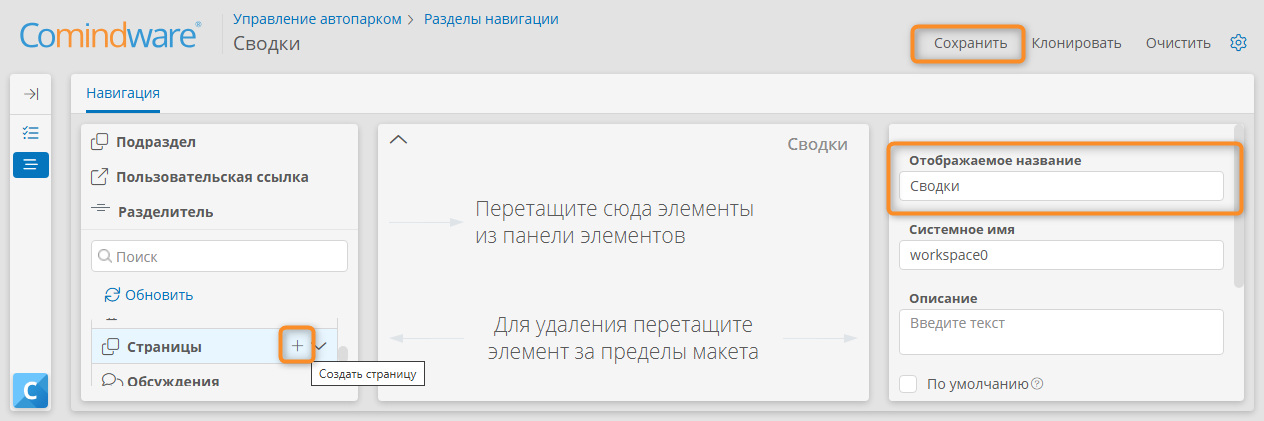 Comindware®
Управление автопарком > Разделы навигации
Сводки
Сохранить
Клонировать
Очистить
Навигация
Подраздел
Пользовательская ссылка
Разделитель
Поиск
Обновить
Страницы
Создать страницу
Обсуждения
Сводки
Перетащите сюда элементы
из панели элементов
Для удаления перетащите
элемент за пределы макета
Отображаемое название
Сводки
Системное имя
workspace0
Описание
Введите текст
По умолчанию
C